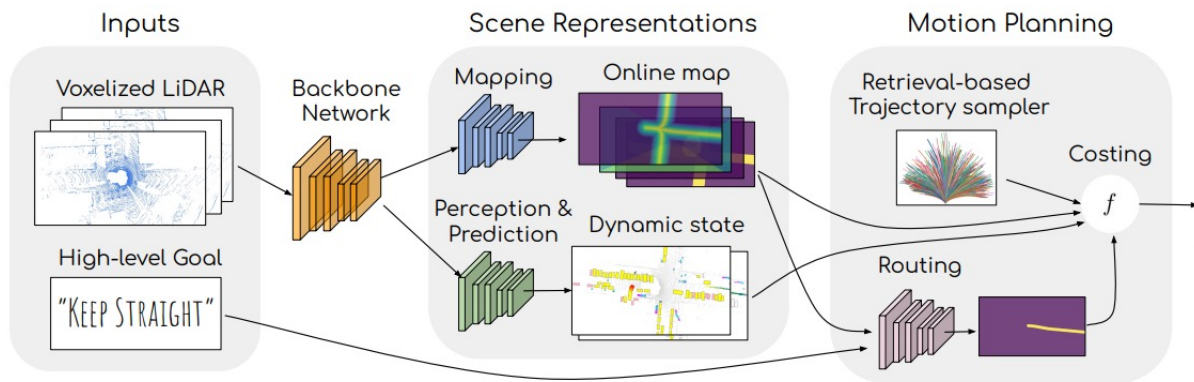 Inputs
Voxelized LiDAR
High-level Goal
"KEEP STRAIGHT"
Backbone
Network
Scene Representations
Mapping
Online map
Perception &
Prediction
Dynamic state
Motion Planning
Retrieval-based
Trajectory sampler
Costing
f
Routing